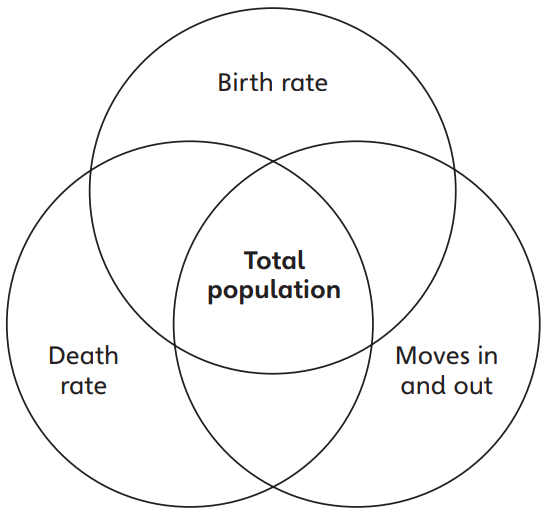 Birth rate
Total
population
Death
rate
Moves in
and out